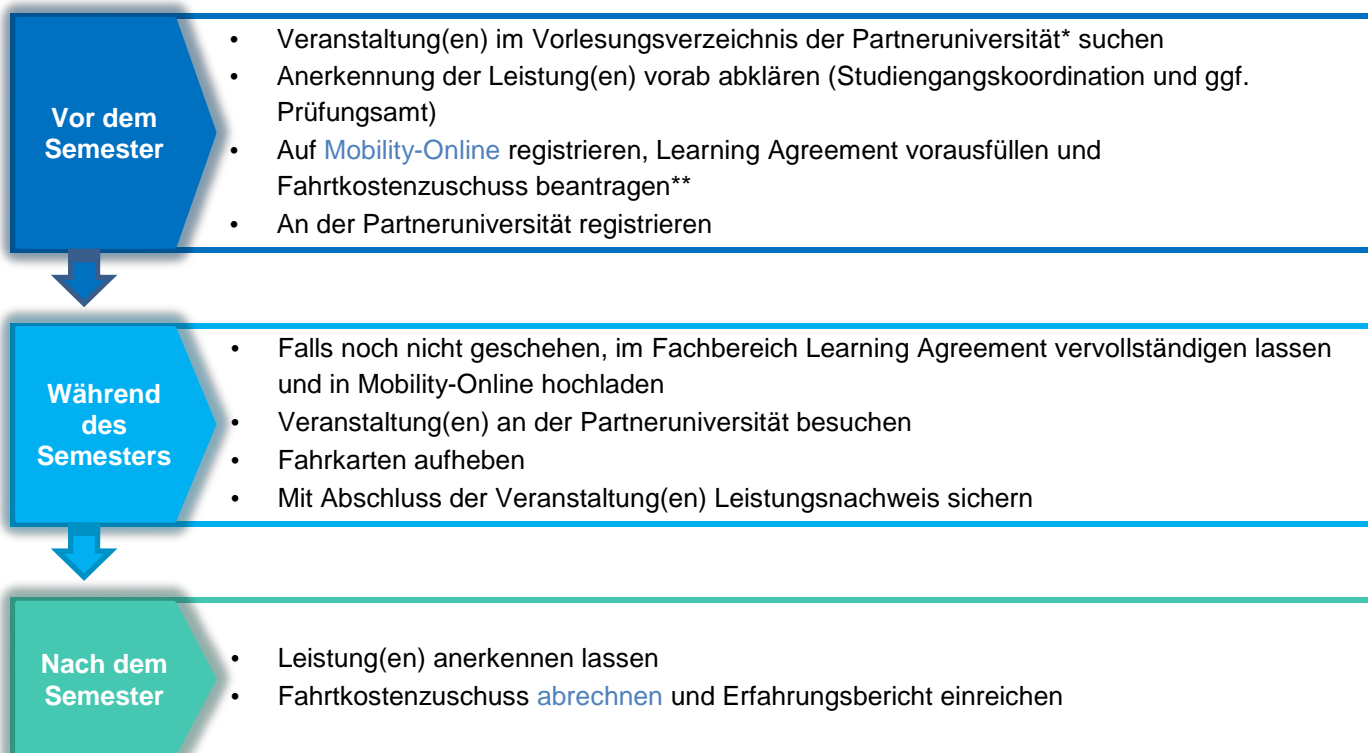 Vor dem
Semester
• Veranstaltung(en) im Vorlesungsverzeichnis der Partneruniversität* suchen
• Anerkennung der Leistung(en) vorab abklären (Studiengangskoordination und ggf.
Prüfungsamt)
• Auf Mobility-Online registrieren, Learning Agreement vorausfüllen und
Fahrtkostenzuschuss beantragen**
• An der Partneruniversität registrieren
Während
des
Semesters
• Falls noch nicht geschehen, im Fachbereich Learning Agreement vervollständigen lassen
und in Mobility-Online hochladen
• Veranstaltung(en) an der Partneruniversität besuchen
• Fahrkarten aufheben
• Mit Abschluss der Veranstaltung(en) Leistungsnachweis sichern
Nach dem
Semester
• Leistung(en) anerkennen lassen
• Fahrtkostenzuschuss abrechnen und Erfahrungsbericht einreichen